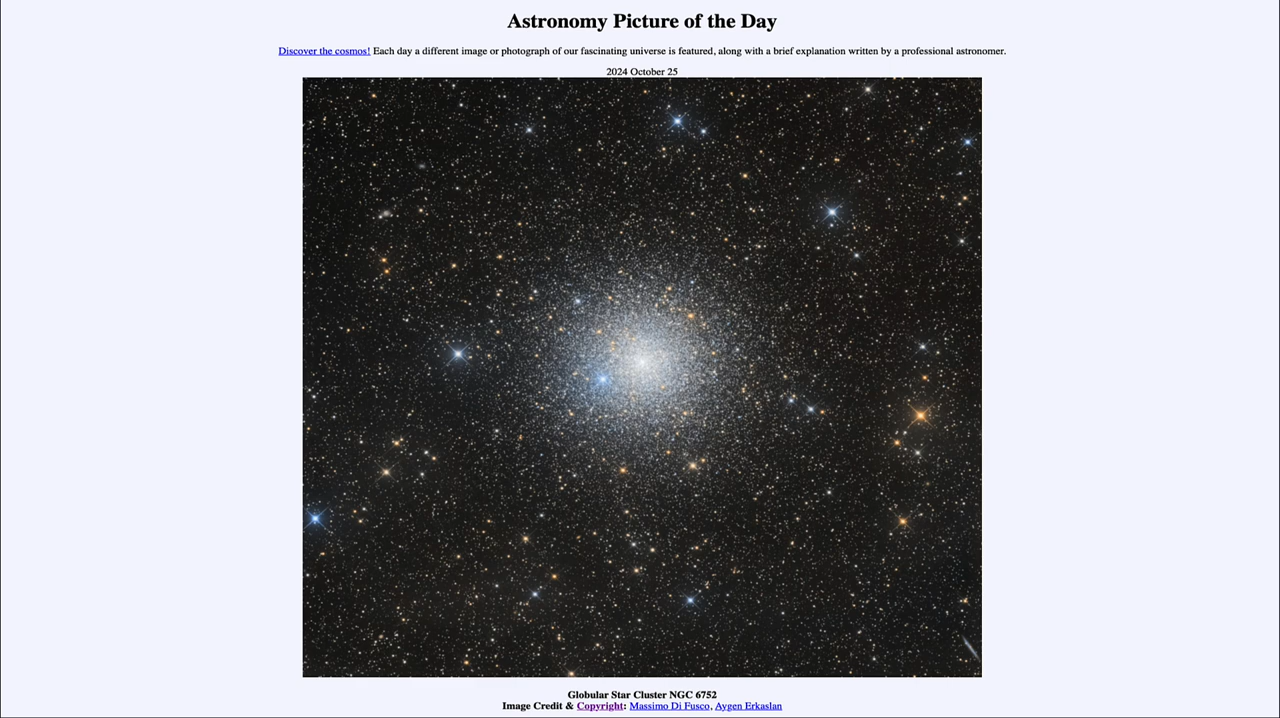 Astronomy Picture of the Day
Discover the cosmos! Each day a different image or photograph of our fascinating universe is featured, along with a brief explanation written by a professional astronomer.
2024 October 25
Globular Star Cluster NGC 6752
Image Credit & Copyright: Massimo Di Fusco, Aygen Erkaslan